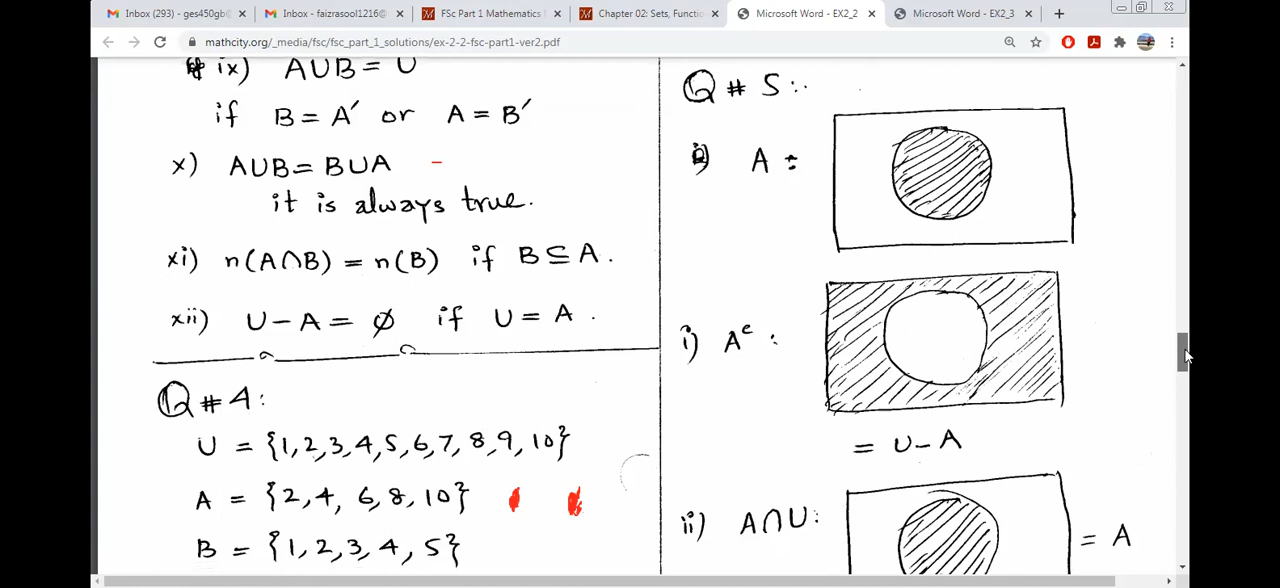 Inbox (293) - ges450gb
Inbox - faizrasool1216@
FSc Part 1 Mathematics
Chapter 02: Sets, Functio
Microsoft Word - EX2_2
Microsoft Word - EX2_3
mathcity.org/_media/fsc/fsc_part_1_solutions/ex-2-2-fsc-part1-ver2.pdf
ix) A∪B = U
if B = A′ or A = B′
x) A∪B = B∪A
it is always true.
xi) n(A∩B) = n(B) if B ⊆ A.
xii) U - A = ∅ if U = A.
Q # 4:
U = {1,2,3,4,5,6,7,8,9,10}
A = {2,4,6,8,10}
B = {1,2,3,4,5}
Q # 5:
A :
i) Aᶜ :
= U - A
ii) A∩U: = A